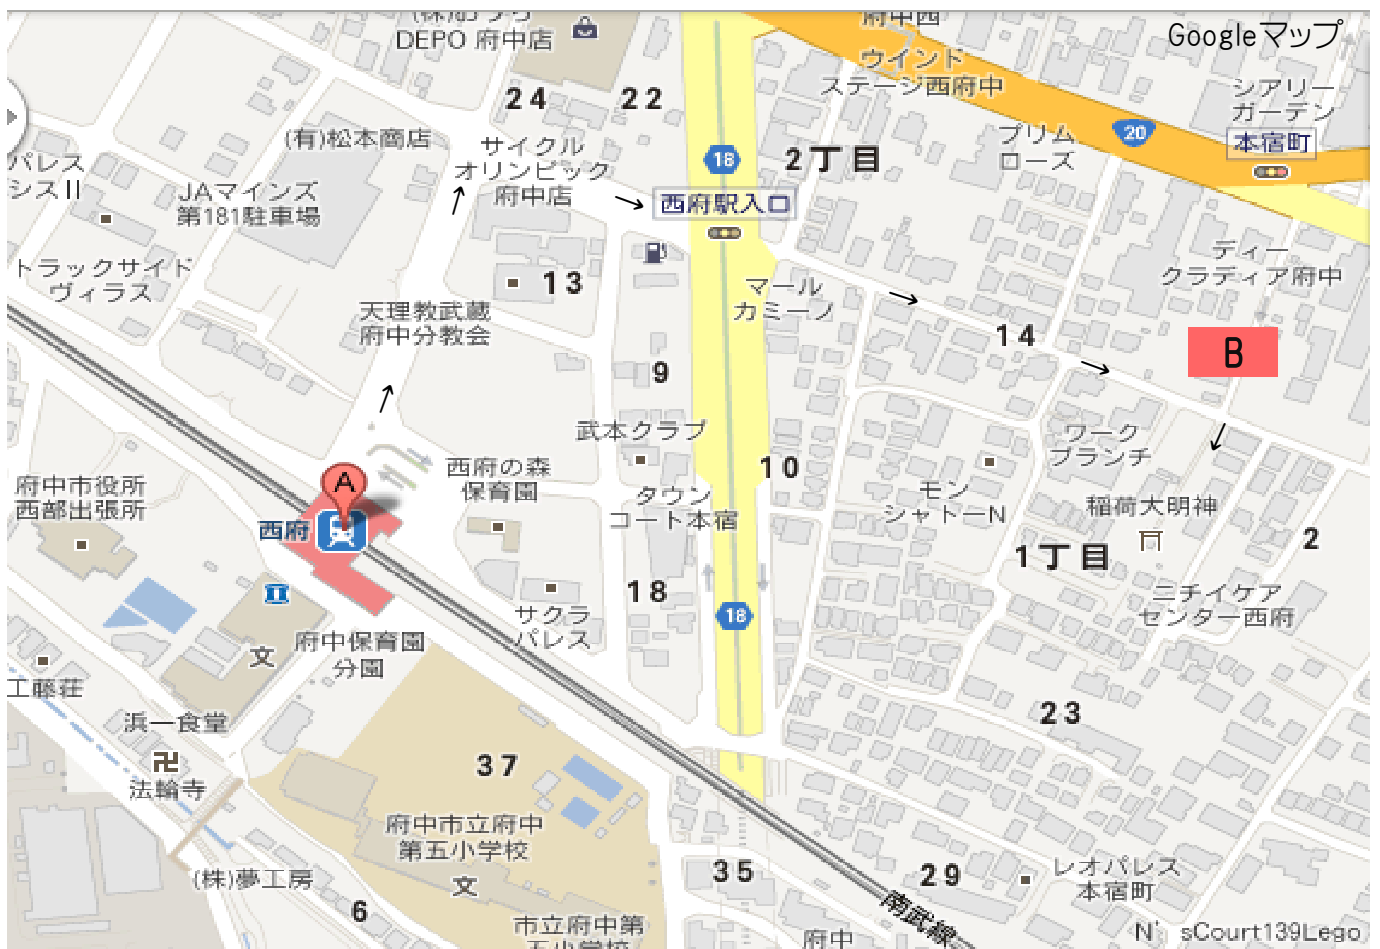 DEPO 府中店
府中西
Googleマップ
ウインド
ステージ西府中
シアリー
ガーデン
24
22
20
プリム
ローズ
本宿町
(有)松本商店
サイクル
オリンピック
府中店
18
2丁目
パレス
シスII
JAマインズ
第181駐車場
西府駅入口
トラックサイド
ヴィラス
13
マール
カミーノ
ディー
クラディア府中
天理教武蔵
府中分教会
14
B
9
武本クラブ
ワーク
ブランチ
西府の森
保育園
10
A
府中市役所
西部出張所
タウン
コート本宿
モン
シャトーN
稲荷大明神
西府
1丁目
2
18
18
ニチイケア
センター西府
サクラ
パレス
府中保育園
分園
文
工藤荘
浜一食堂
23
法輪寺
37
府中市立府中
第五小学校
文
(株)夢工房
35
29
レオパレス
本宿町
6
南武線
市立府中第
五小学校
府中
N' sCourt139Lego